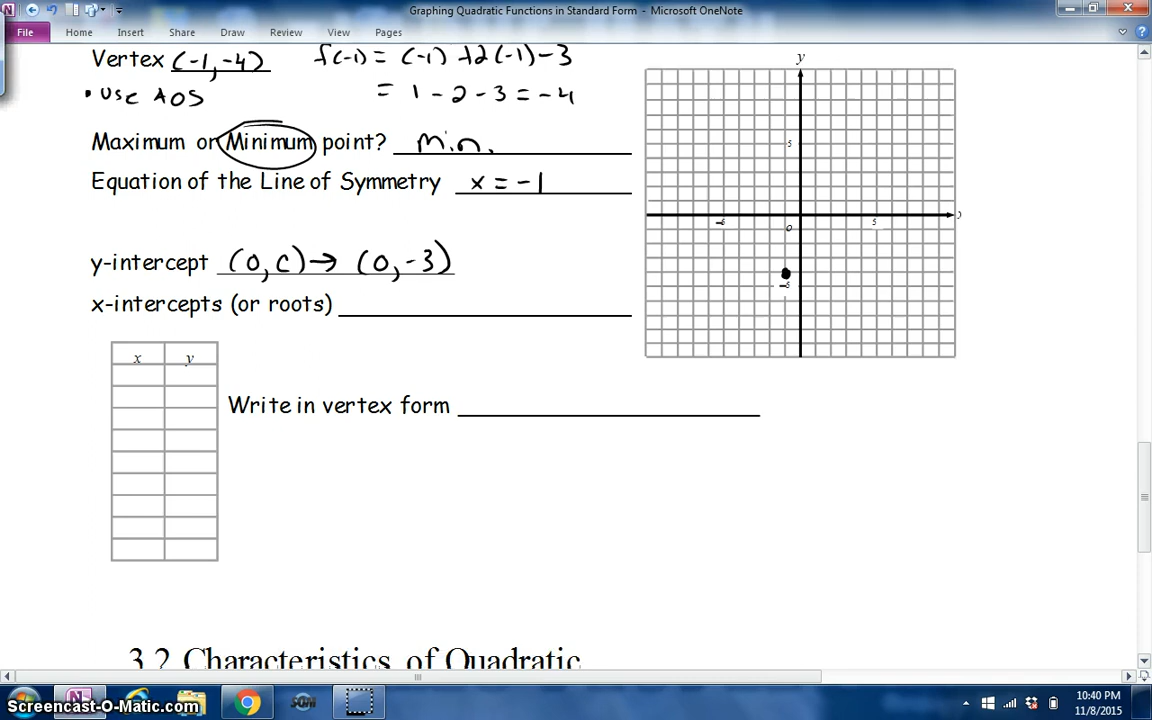 Graphing Quadratic Functions in Standard Form - Microsoft OneNote
File Home Insert Share Draw Review View Pages
Vertex (-1,-4) f(-1) = (-1) +2(-1)-3
• USE AOS = 1 - 2 - 3 = -4
Maximum or Minimum point? Min.
Equation of the Line of Symmetry x = -1
y-intercept (0,C) → (0,-3)
x-intercepts (or roots)
y
5
-5 0 5
-5
x y
Write in vertex form
3.2 Characteristics of Quadratic
SOM
10:40 PM
11/8/2015
Screencast-O-Matic.com